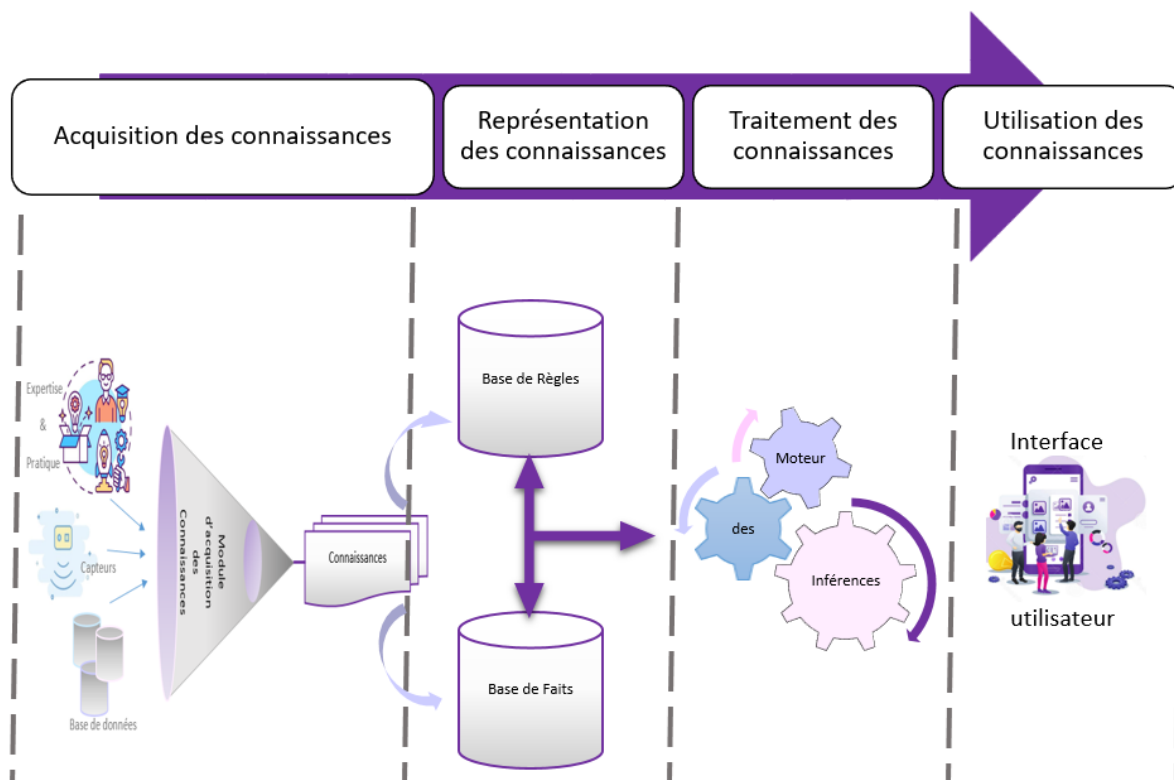 Acquisition des connaissances
Représentation
des connaissances
Traitement des
connaissances
Utilisation des
connaissances
Expertise
&
Pratique
Capteurs
Base de données
Module
d'acquisition
des
Connaissances
Connaissances
Base de Règles
Base de Faits
Moteur
des
Inférences
Interface
utilisateur